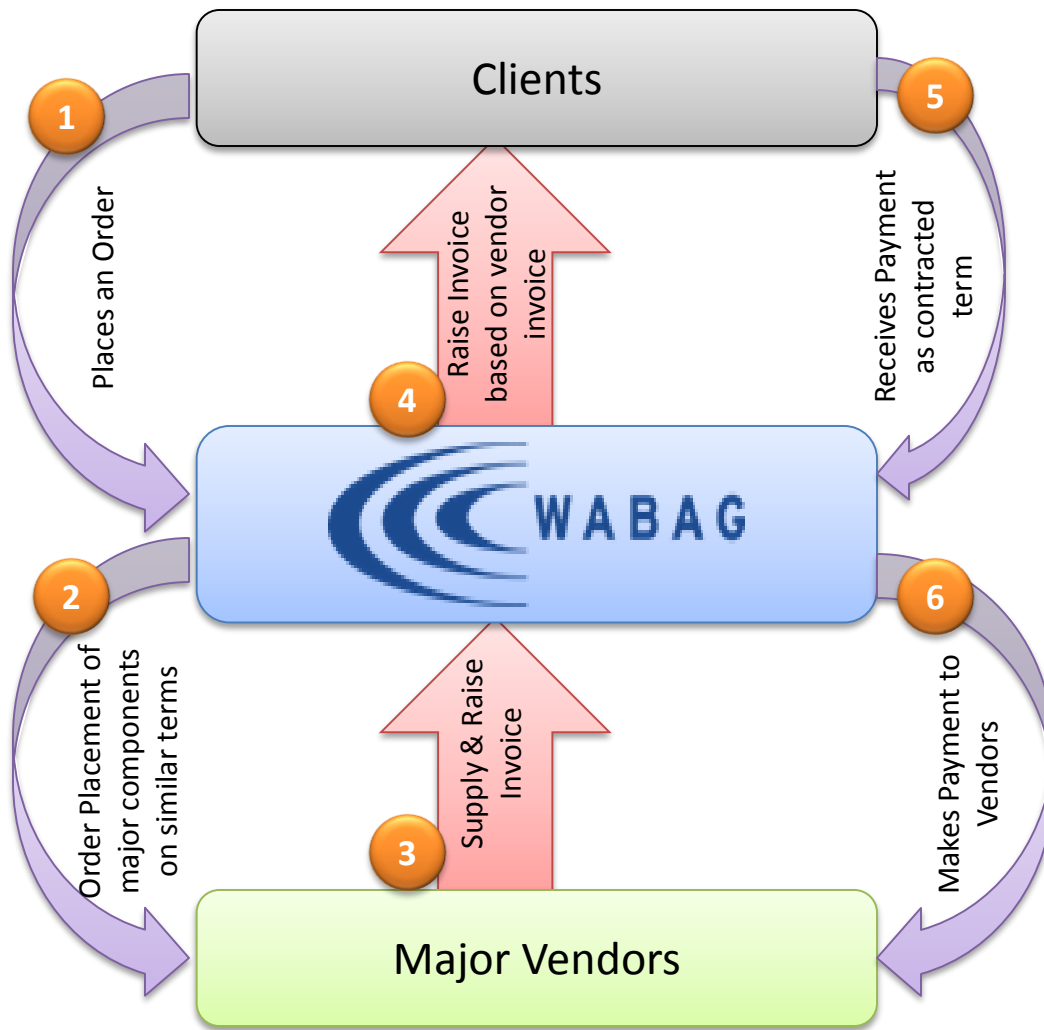 Clients
1
Places an Order
5
Receives Payment
as contracted
term
Raise Invoice
based on vendor
invoice
4
WABAG
2
Order Placement of
major components
on similar terms
6
Makes Payment to
Vendors
Supply & Raise
Invoice
3
Major Vendors